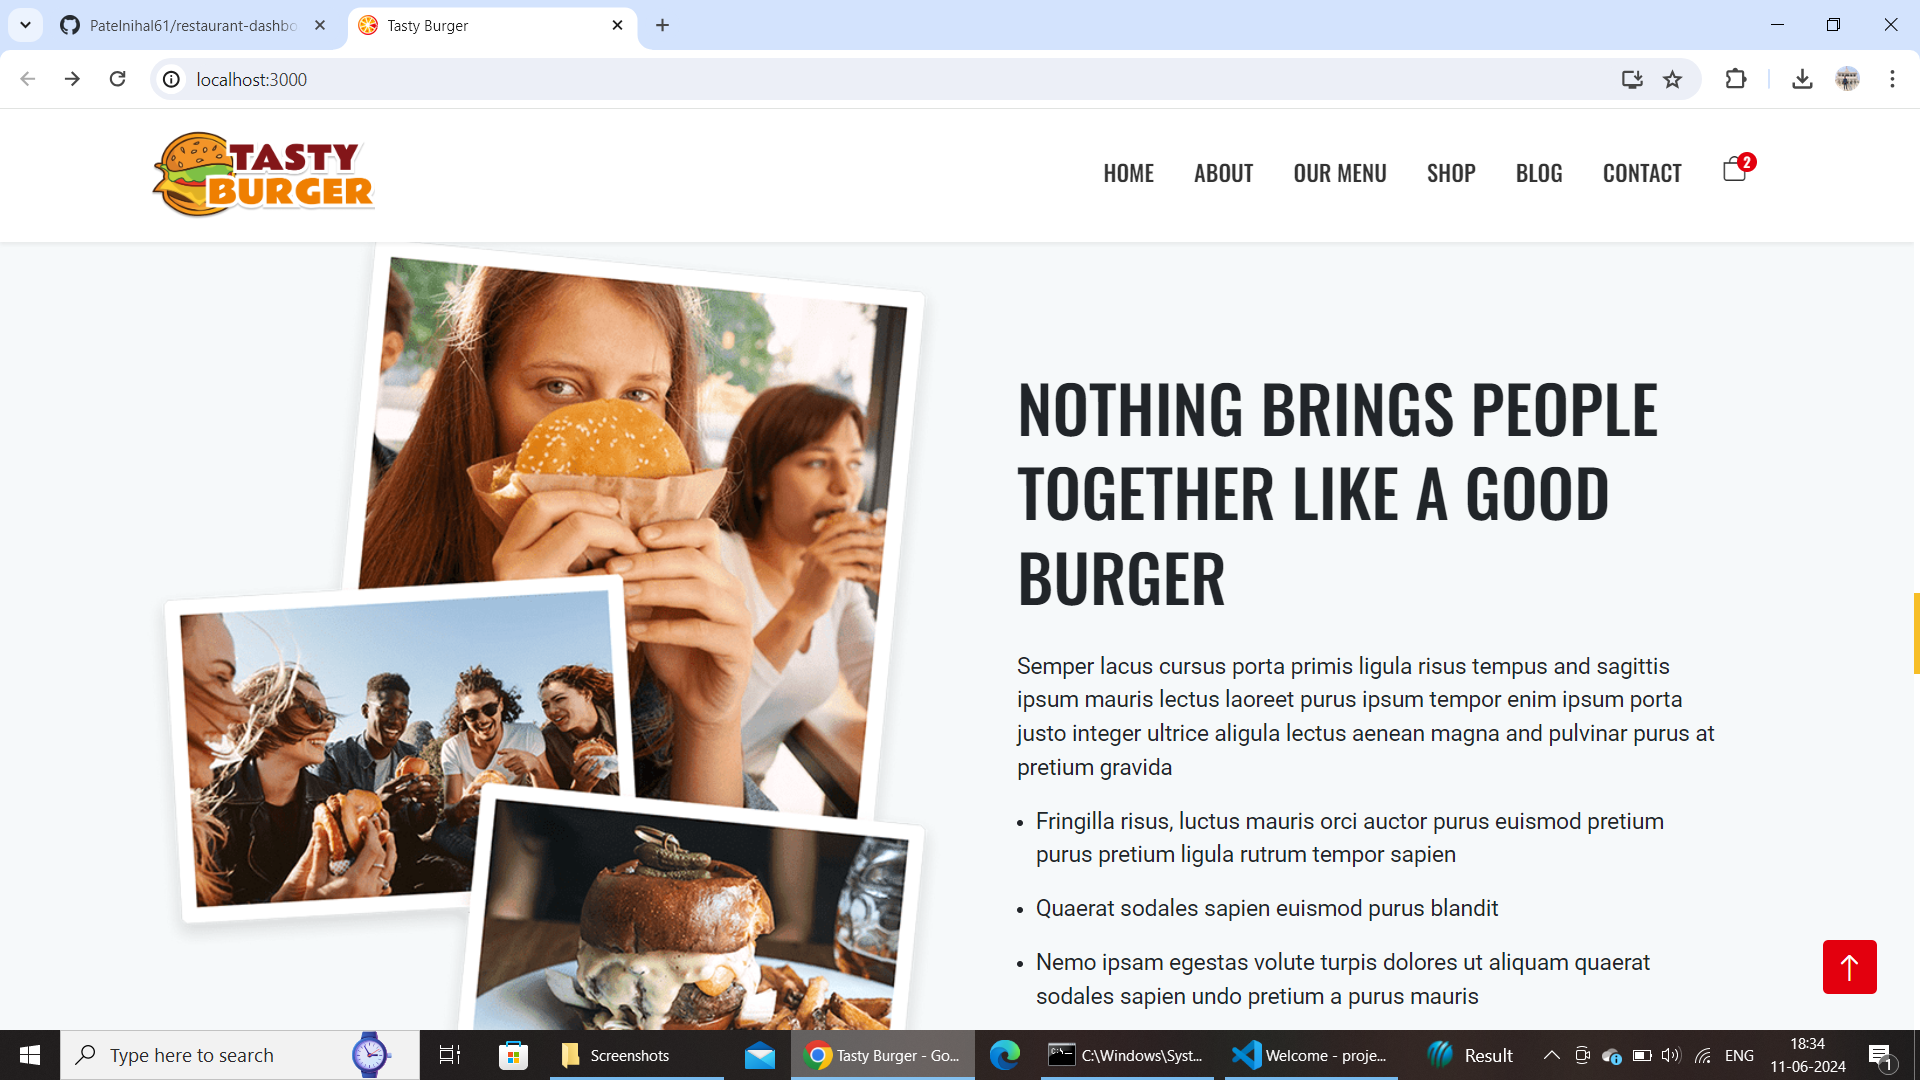 Patelnihal61/restaurant-dashbo
Tasty Burger
localhost:3000
TASTY
BURGER
HOME ABOUT OUR MENU SHOP BLOG CONTACT 2
NOTHING BRINGS PEOPLE
TOGETHER LIKE A GOOD
BURGER
Semper lacus cursus porta primis ligula risus tempus and sagittis
ipsum mauris lectus laoreet purus ipsum tempor enim ipsum porta
justo integer ultrice aligula lectus aenean magna and pulvinar purus at
pretium gravida
• Fringilla risus, luctus mauris orci auctor purus euismod pretium
purus pretium ligula rutrum tempor sapien
• Quaerat sodales sapien euismod purus blandit
• Nemo ipsam egestas volute turpis dolores ut aliquam quaerat
sodales sapien undo pretium a purus mauris
Type here to search
Screenshots
Tasty Burger - Go...
C:\Windows\Syst...
Welcome - proje...
Result
ENG
18:34
11-06-2024
1